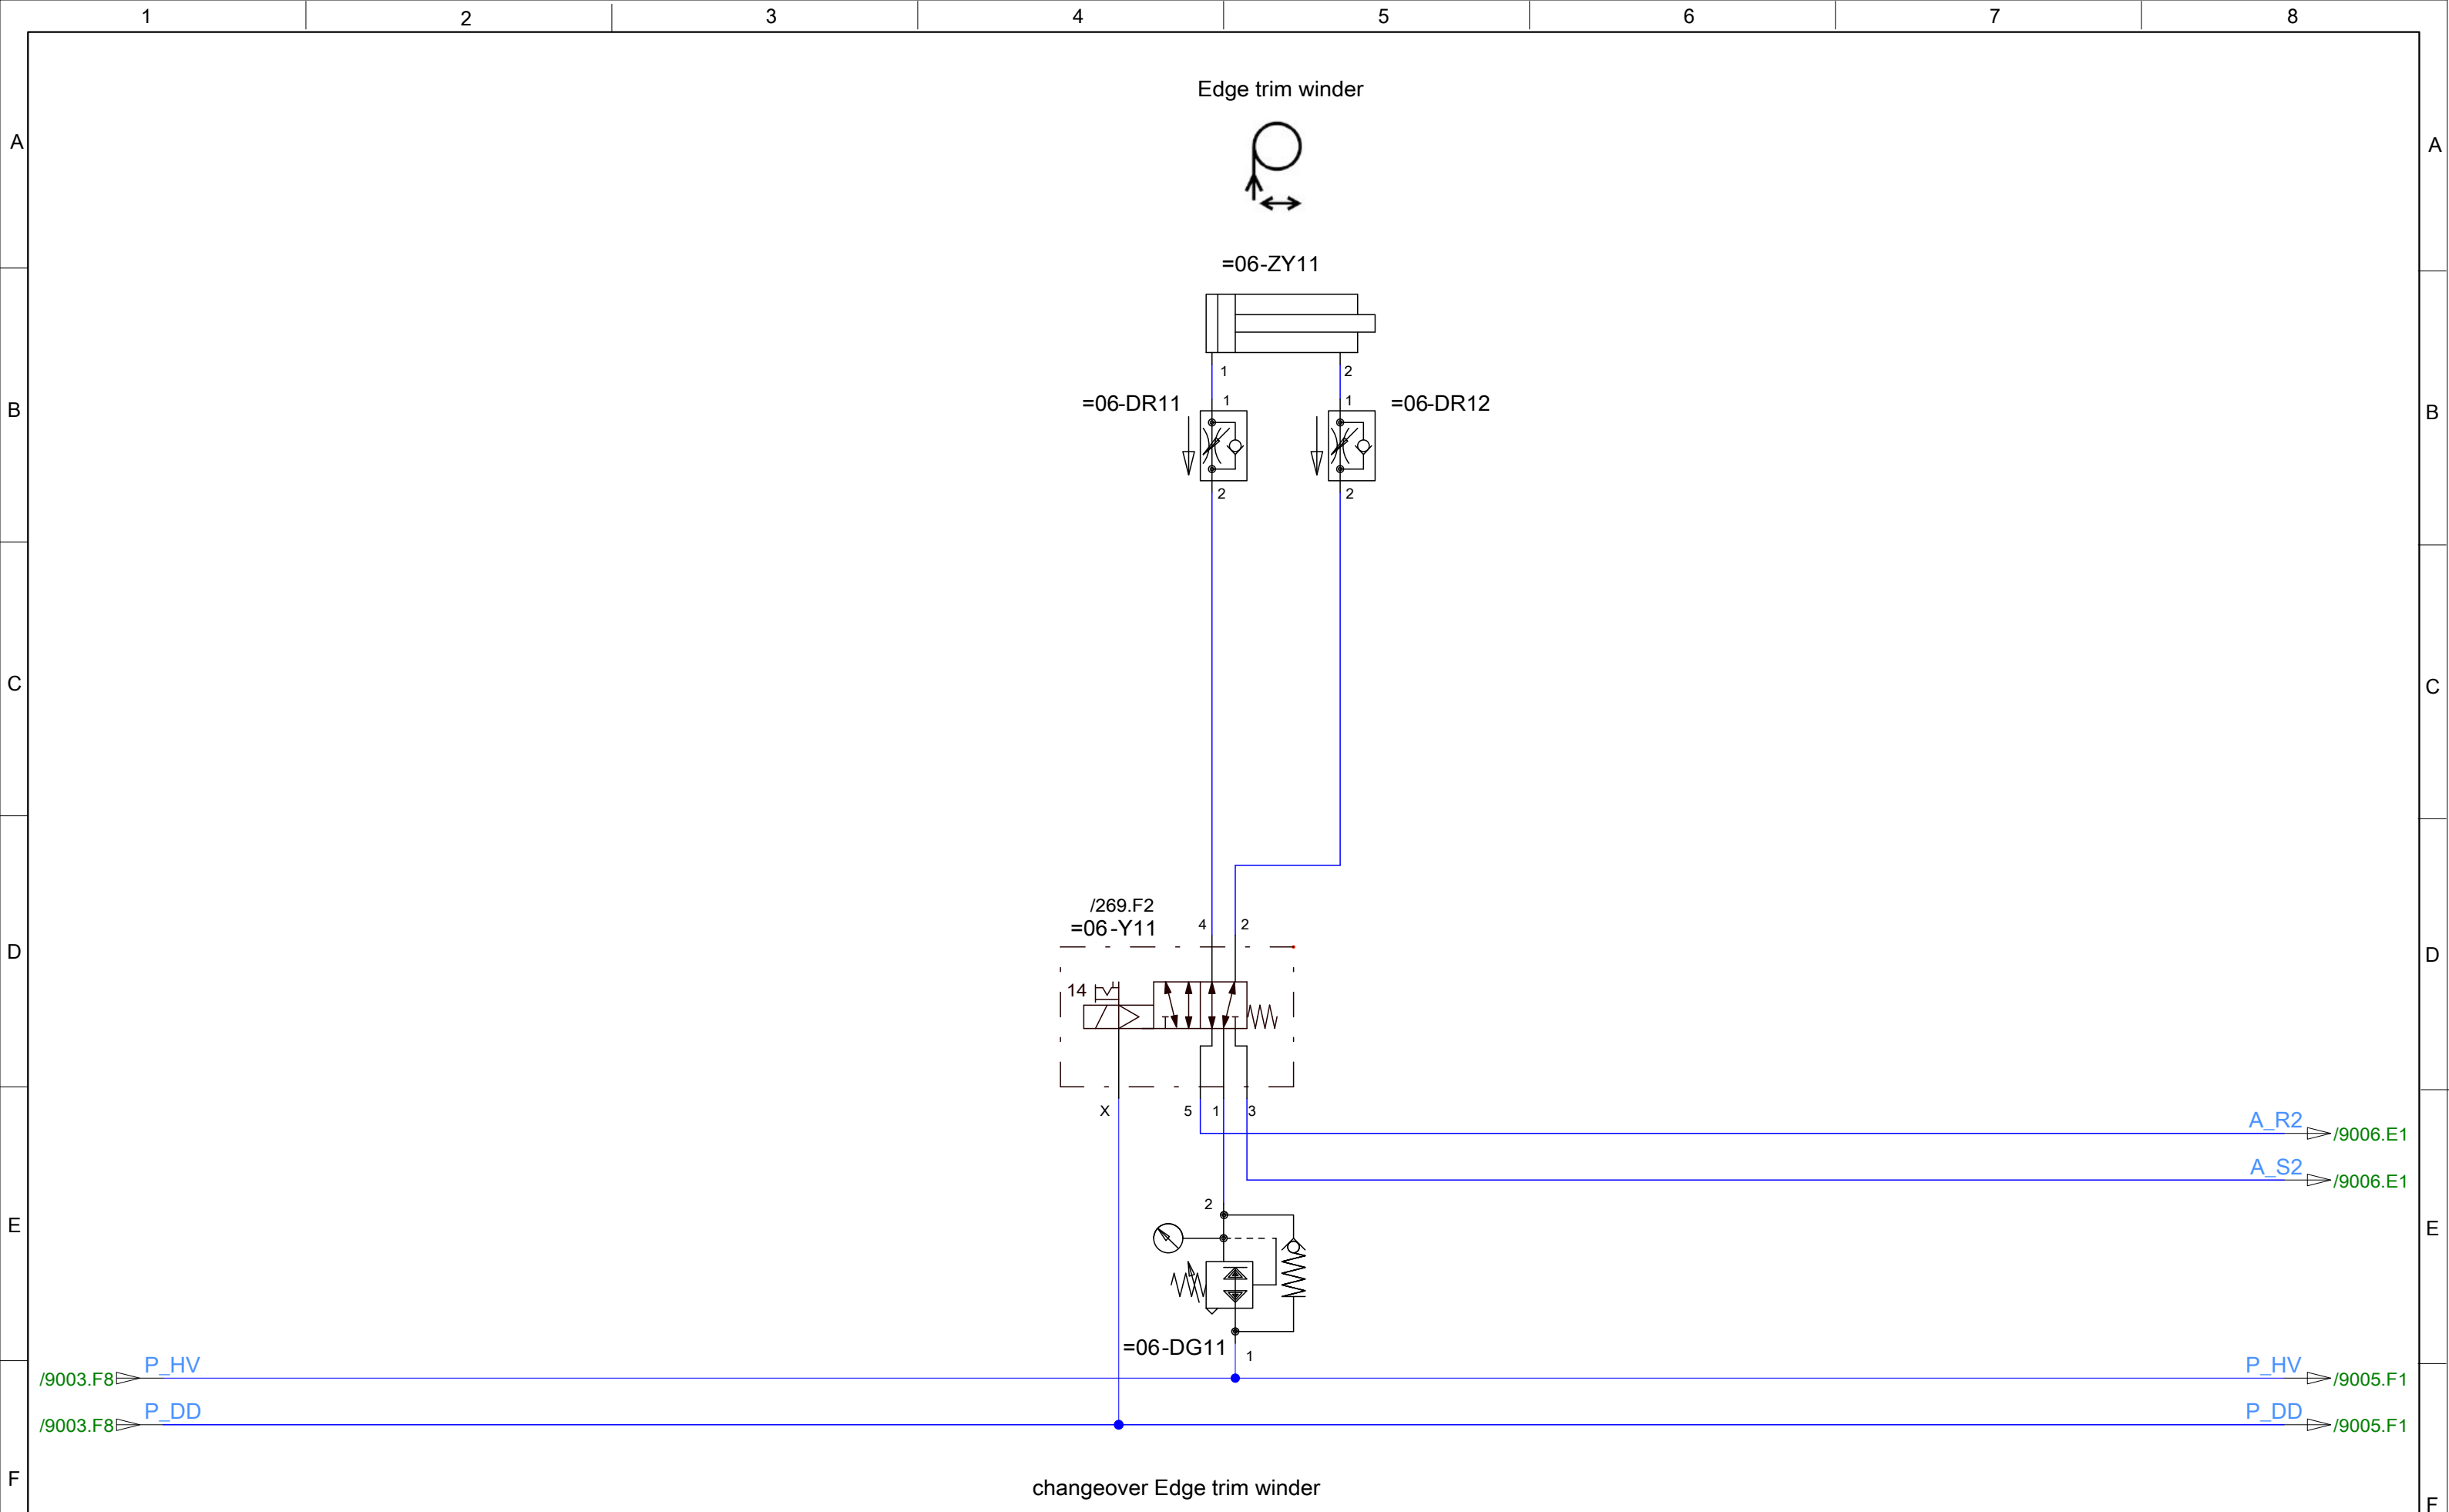 1 2 3 4 5 6 7 8
Edge trim winder
A A
=06-ZY11
1 2
=06-DR11 1 1 =06-DR12
B B
2 2
C C
/269.F2
=06-Y11 4 2
D D
14
X 5 1 3
A_R2
/9006.E1
A_S2
/9006.E1
2
E E
=06-DG11 1
P_HV P_HV
/9003.F8 /9005.F1
P_DD P_DD
/9003.F8 /9005.F1
F F
changeover Edge trim winder